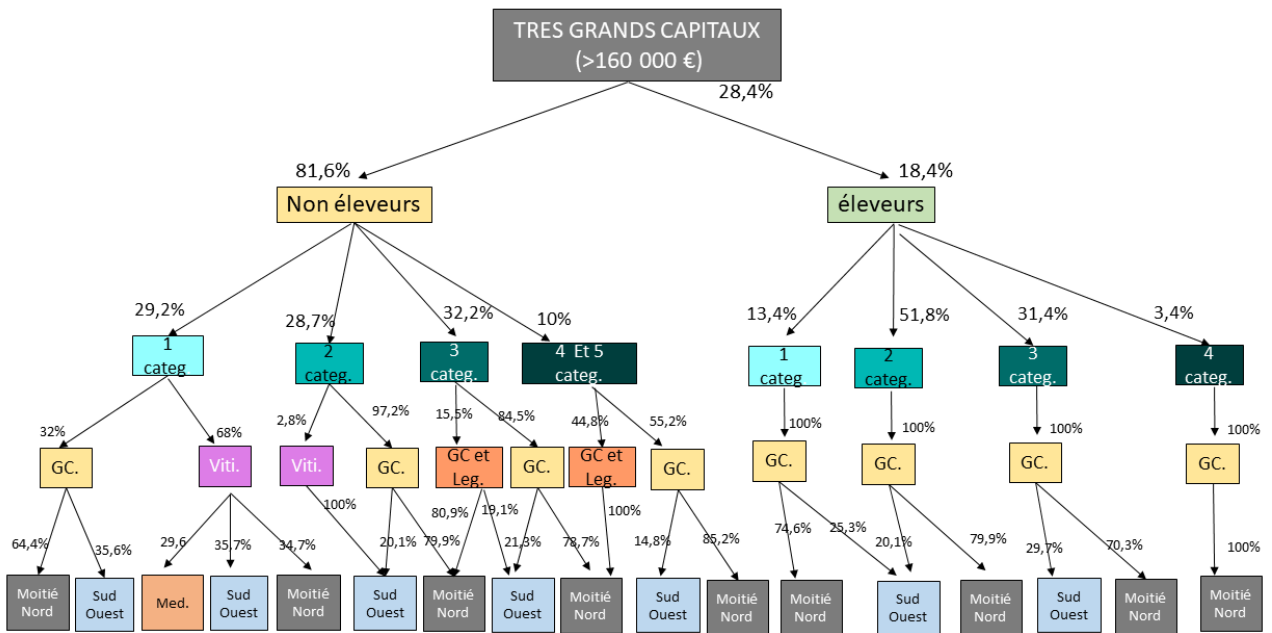 TRES GRANDS CAPITAUX
(>160 000 €)
28,4%
81,6%
18,4%
Non éleveurs
éleveurs
29,2%
28,7%
32,2%
10%
13,4%
51,8%
31,4%
3,4%
1
categ.
2
categ.
3
categ.
4 Et 5
categ.
1
categ
2
categ.
3
categ.
4
categ.
32%
68%
2,8%
97,2%
15,5%
84,5%
44,8%
55,2%
100%
100%
100%
100%
GC.
Viti.
Viti.
GC.
GC et
Leg.
GC.
GC et
Leg.
GC.
GC.
GC.
GC.
GC.
64,4%
35,6%
29,6
35,7%
34,7%
100%
20,1%
79,9%
80,9%
19,1%
21,3%
78,7%
100%
14,8%
85,2%
74,6%
25,3%
20,1%
79,9%
29,7%
70,3%
100%
Moitié
Nord
Sud
Ouest
Med.
Sud
Ouest
Moitié
Nord
Sud
Ouest
Moitié
Nord
Sud
Ouest
Moitié
Nord
Sud
Ouest
Moitié
Nord
Moitié
Nord
Sud
Ouest
Moitié
Nord
Sud
Ouest
Moitié
Nord
Moitié
Nord